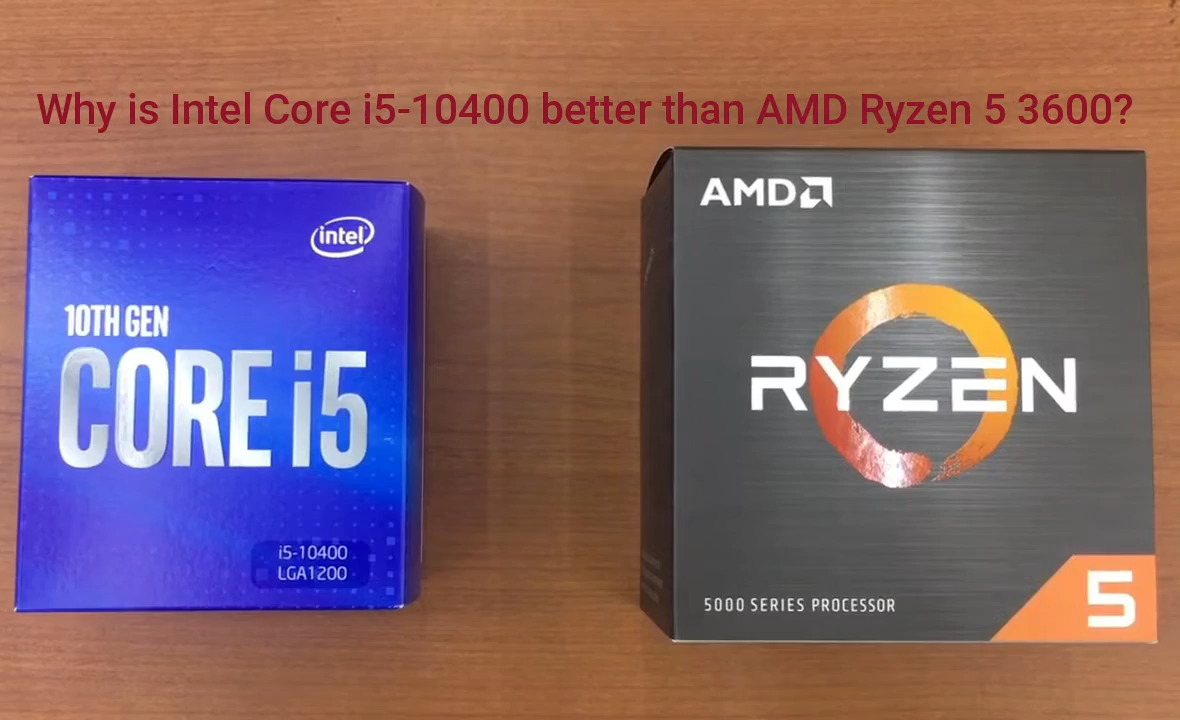 Why is Intel Core i5-10400 better than AMD Ryzen 5 3600?
intel
10TH GEN
CORE i5
i5-10400
LGA1200
AMD
RYZEN
5000 SERIES PROCESSOR
5